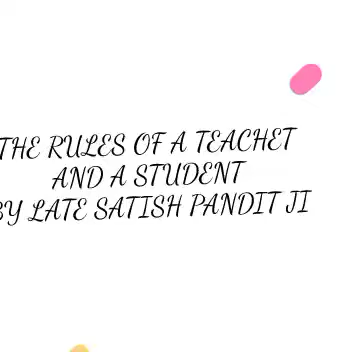 THE RULES OF A TEACHET
AND A STUDENT
BY LATE SATISH PANDIT JI